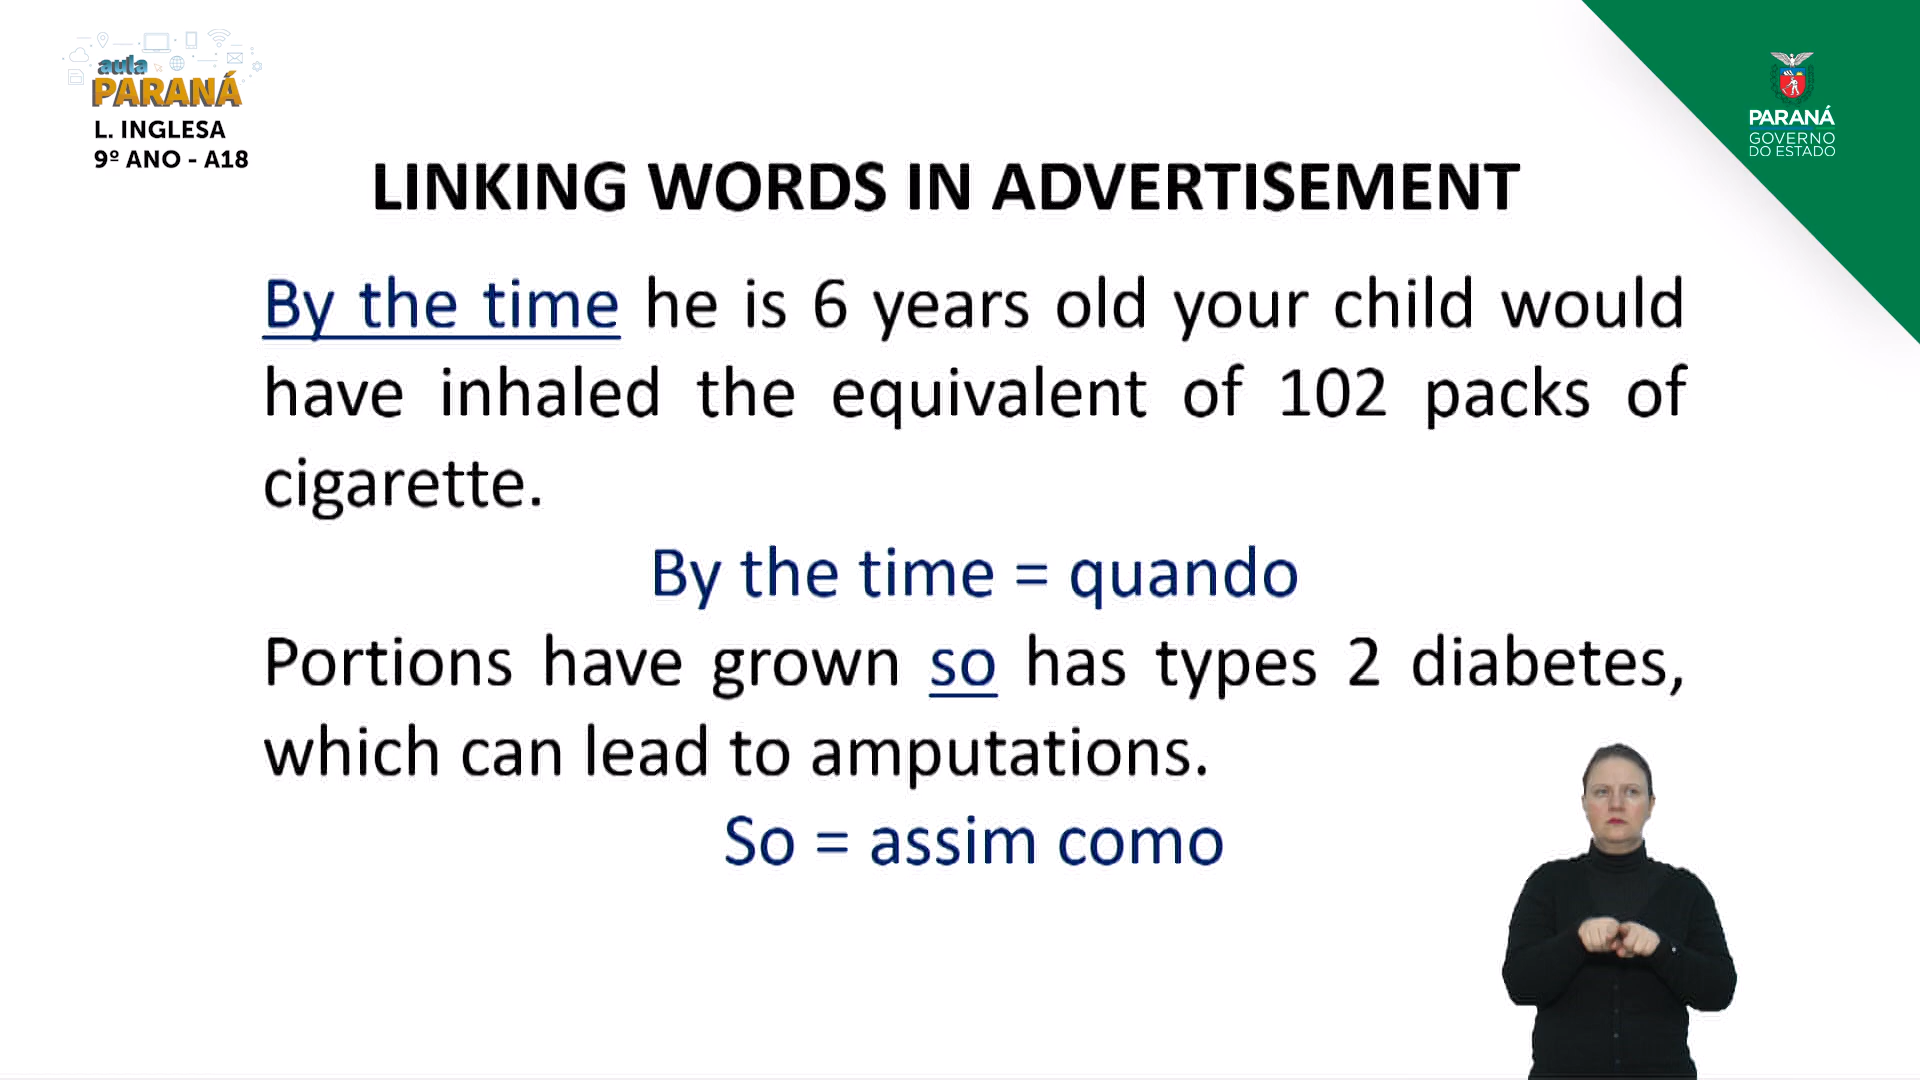 aula
PARANÁ
L. INGLESA
9º ANO - A18
PARANÁ
GOVERNO
DO ESTADO
LINKING WORDS IN ADVERTISEMENT
By the time he is 6 years old your child would
have inhaled the equivalent of 102 packs of
cigarette.
By the time = quando
Portions have grown so has types 2 diabetes,
which can lead to amputations.
So = assim como